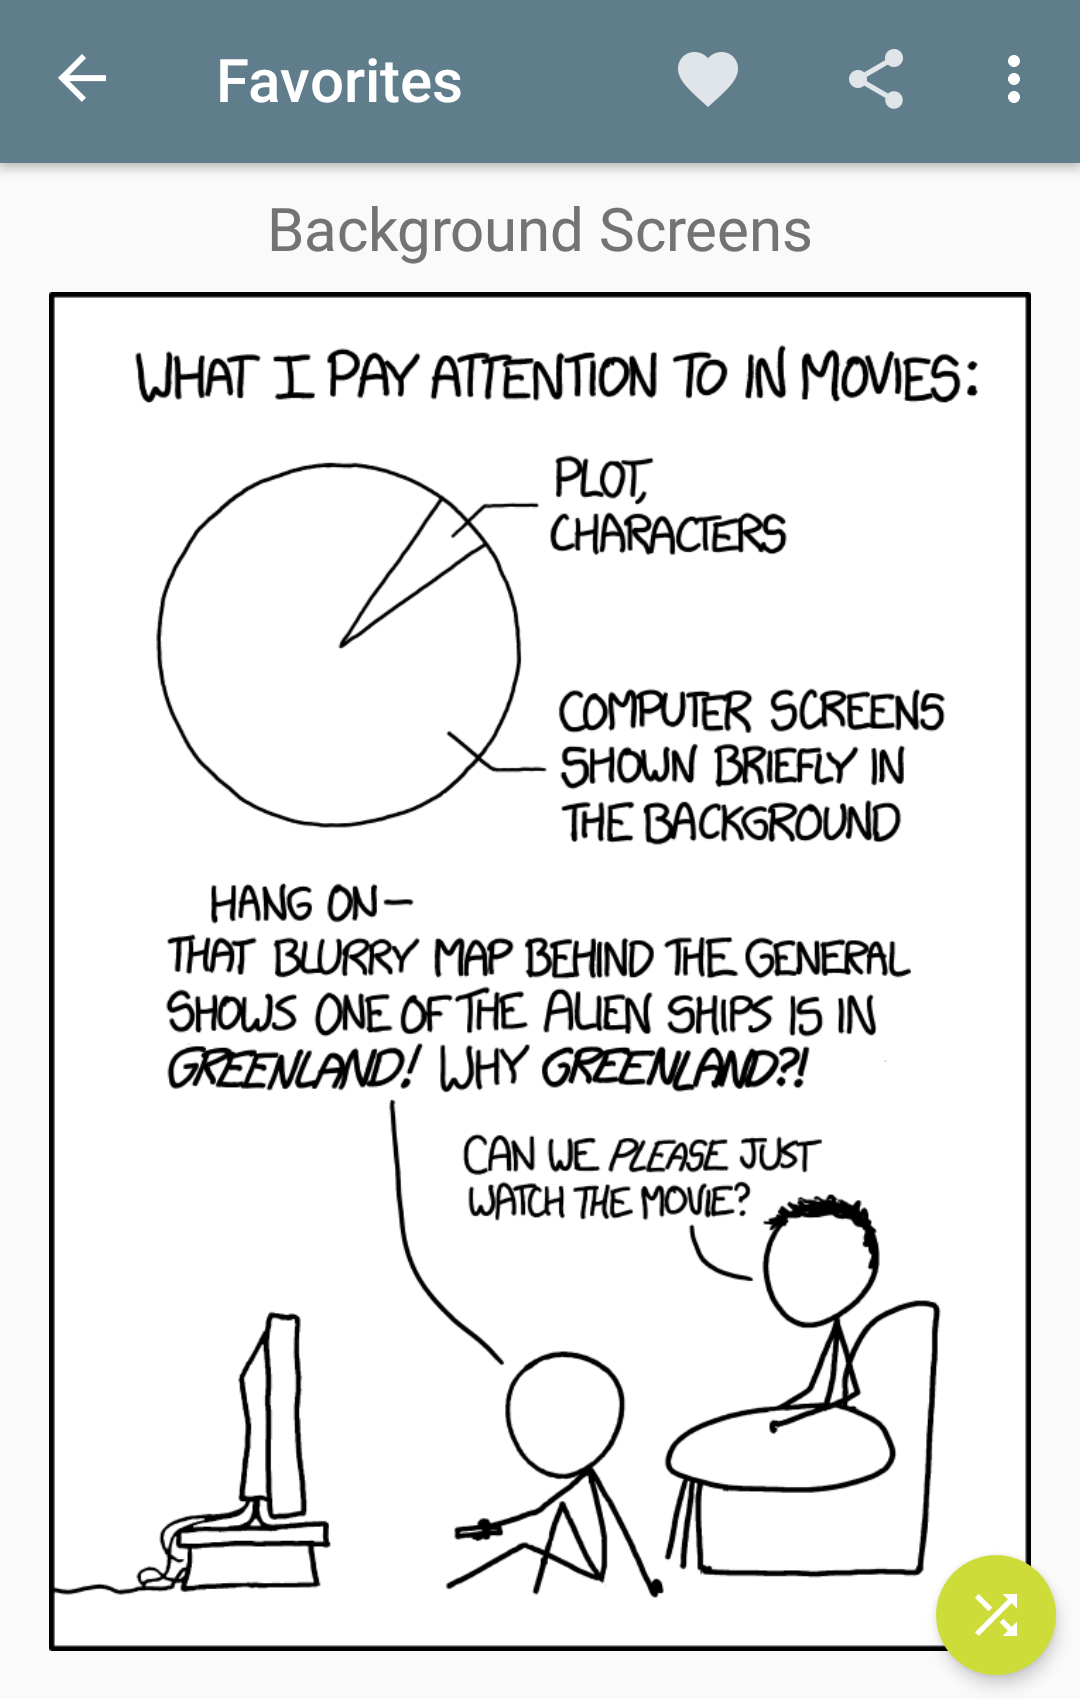 Favorites
Background Screens
WHAT I PAY ATTENTION TO IN MOVIES:
PLOT,
CHARACTERS
COMPUTER SCREENS
SHOWN BRIEFLY IN
THE BACKGROUND
HANG ON—
THAT BLURRY MAP BEHIND THE GENERAL
SHOWS ONE OF THE ALIEN SHIPS IS IN
GREENLAND! WHY GREENLAND?!
CAN WE PLEASE JUST
WATCH THE MOVIE?